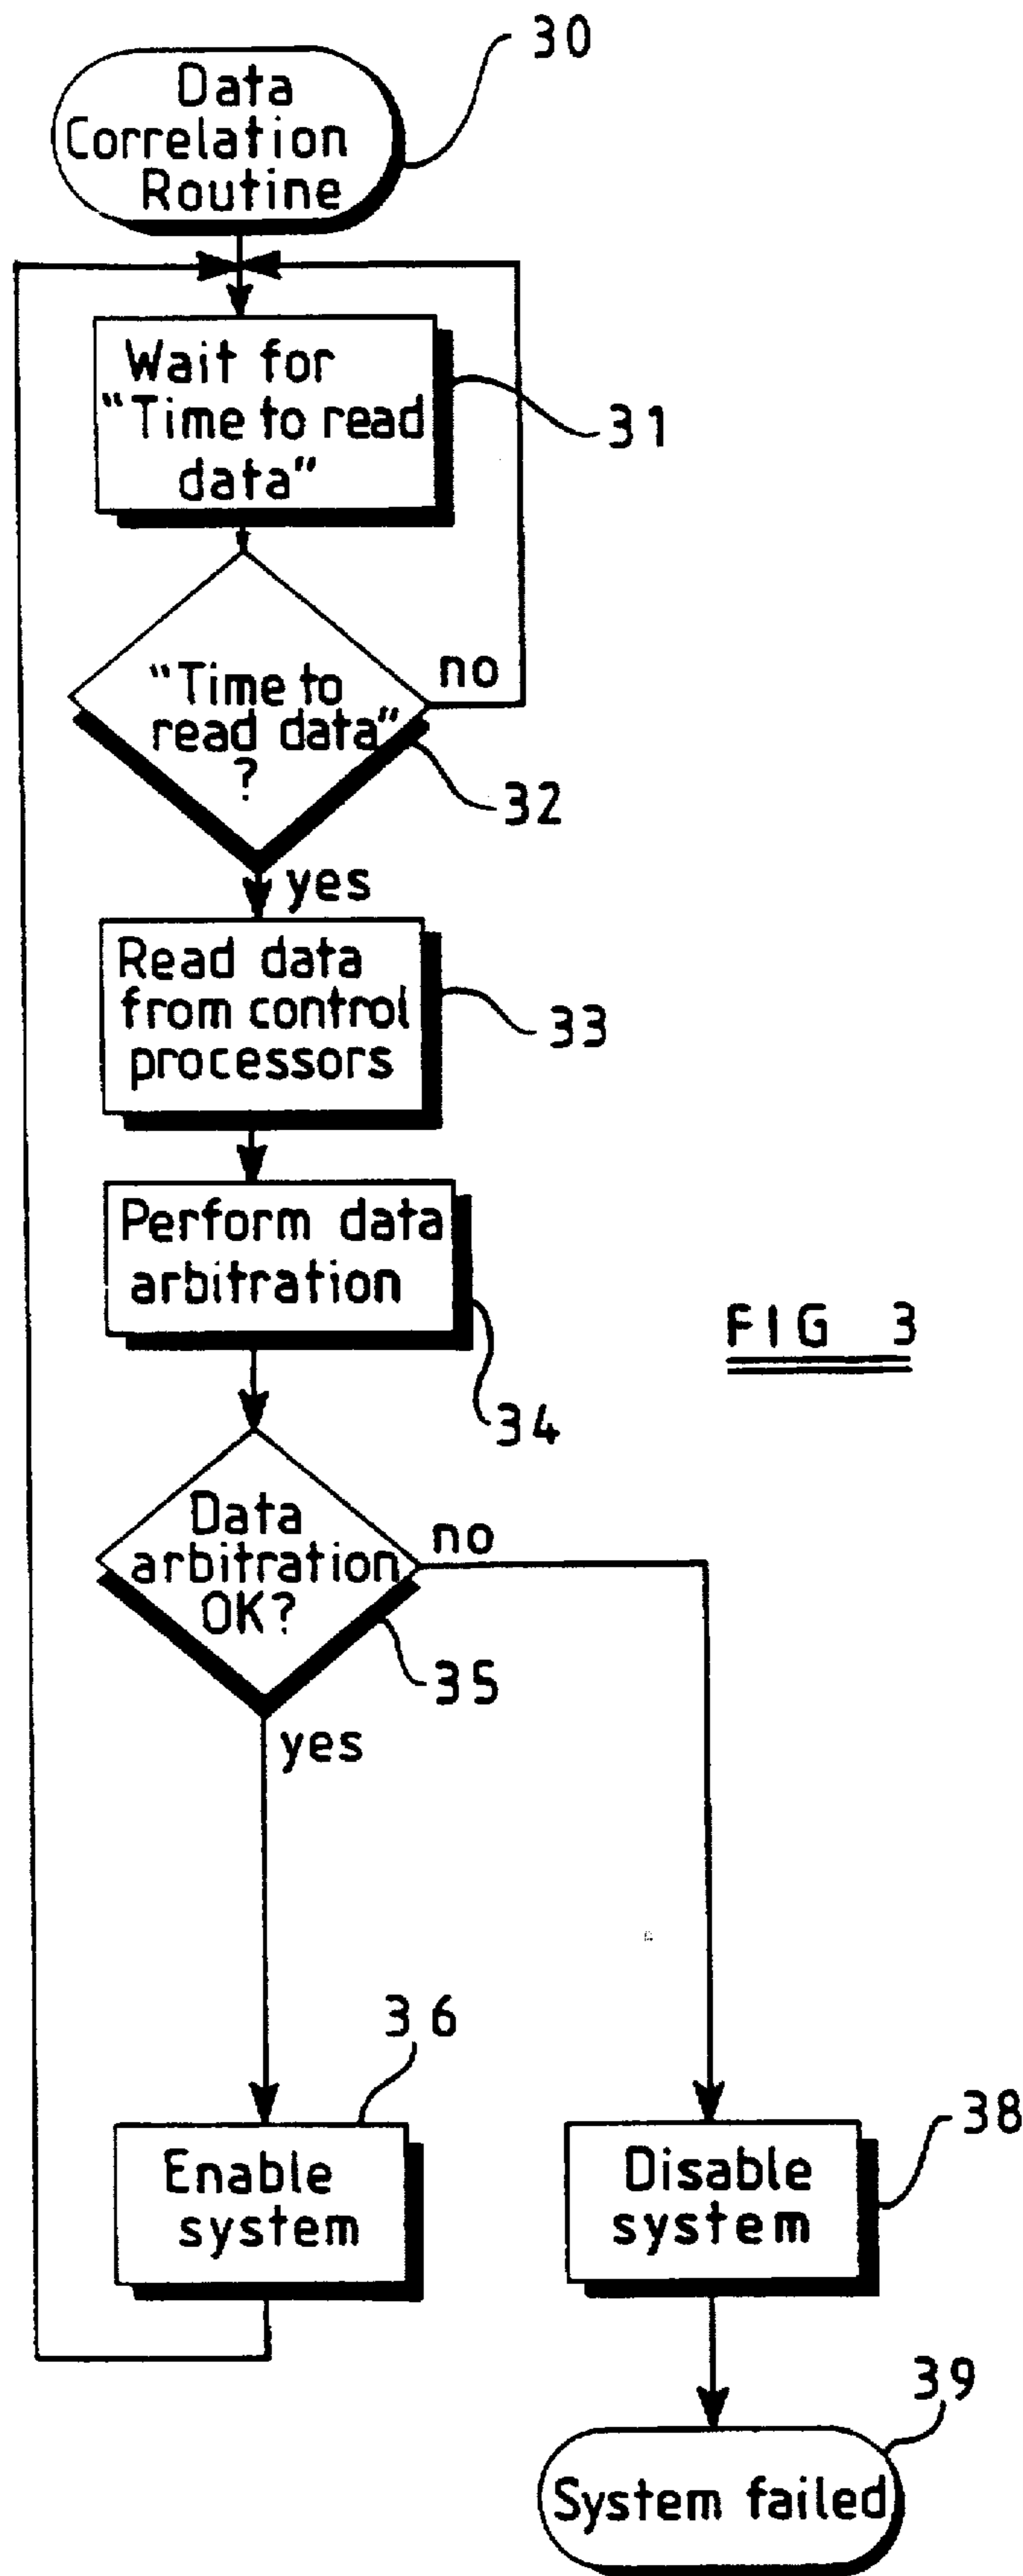 30
Data
Correlation
Routine
Wait for
"Time to read
data"
31
no
"Time to
read data"
?
32
yes
Read data
from control
processors
33
Perform data
arbitration
FIG 3
34
Data
arbitration
OK?
no
35
yes
36
38
Enable
system
Disable
system
39
System failed